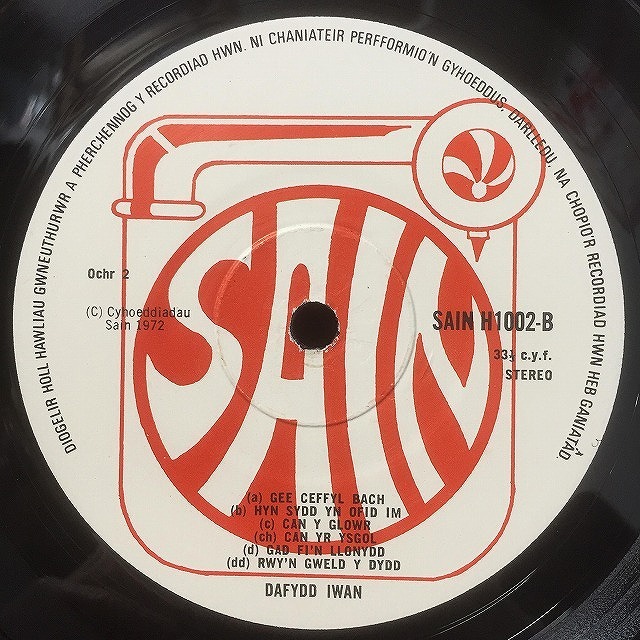 DIOGELIR HOLL HAWLIAU GWNEUTHURWR A PHERCHENNOG Y RECORDIAD HWN. NI CHANIATEIR PERFFORMIO'N GYHOEDDUS, DARLLEDU, NA CHOPIO'R RECORDIAD HWN HEB GANIATÂD.
Ochr 2
(C) Cyhoeddiadau
Sain 1972
SAIN
SAIN H1002-B
33⅓ c.y.f.
STEREO
(a) GEE CEFFYL BACH
(b) HYN SYDD YN OFID IM
(c) CAN Y GLOWR
(ch) CAN YR YSGOL
(d) GAD FI'N LLONYDD
(dd) RWY'N GWELD Y DYDD
DAFYDD IWAN